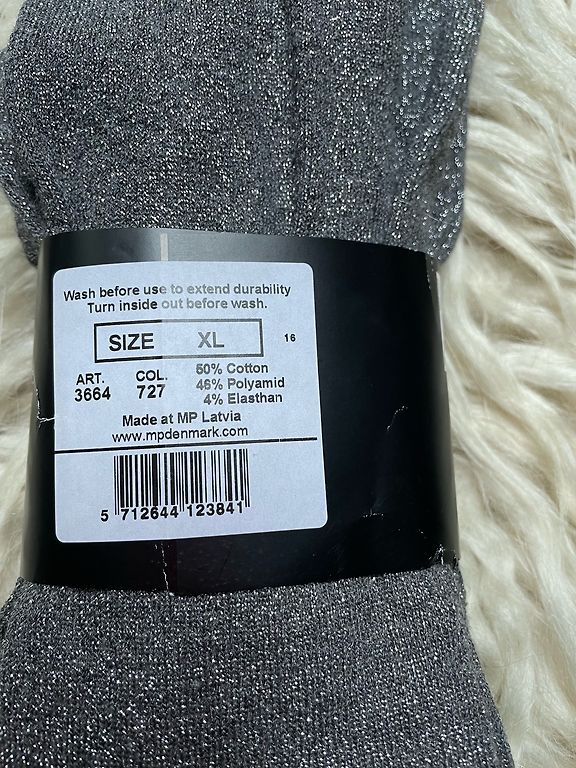 Wash before use to extend durability
Turn inside out before wash.
SIZE XL
16
ART. COL. 50% Cotton
3664 727 46% Polyamid
4% Elasthan
Made at MP Latvia
www.mpdenmark.com
5 712644 123841